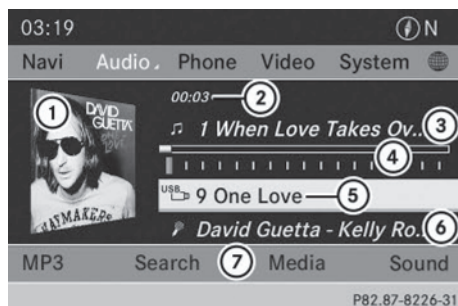 03:19 N
Navi Audio Phone Video System
1 DAVID GUETTA
00:03 2
1 When Love Takes Ov.. 3
4
USB 9 One Love 5
David Guetta - Kelly Ro.. 6
MP3 Search 7 Media Sound
P82.87-8226-31